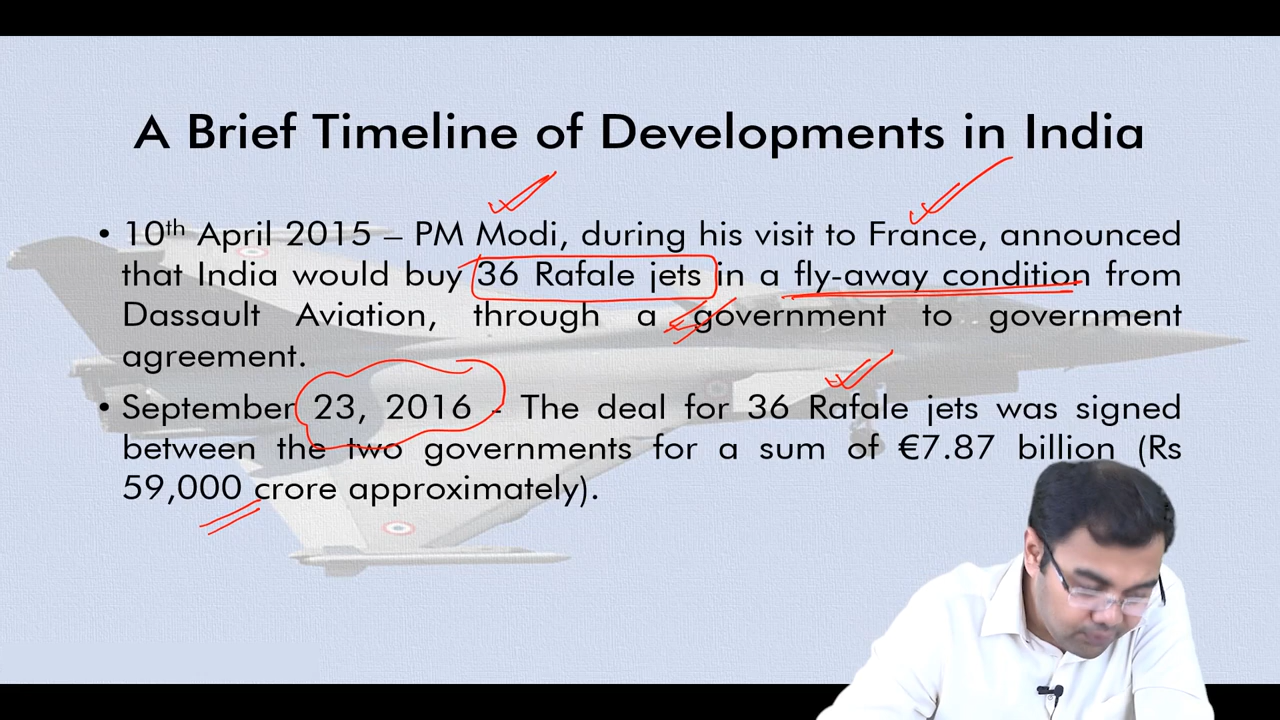 A Brief Timeline of Developments in India
• 10th April 2015 – PM Modi, during his visit to France, announced
that India would buy 36 Rafale jets in a fly-away condition from
Dassault Aviation, through a government to government
agreement.
• September 23, 2016 - The deal for 36 Rafale jets was signed
between the two governments for a sum of €7.87 billion (Rs
59,000 crore approximately).